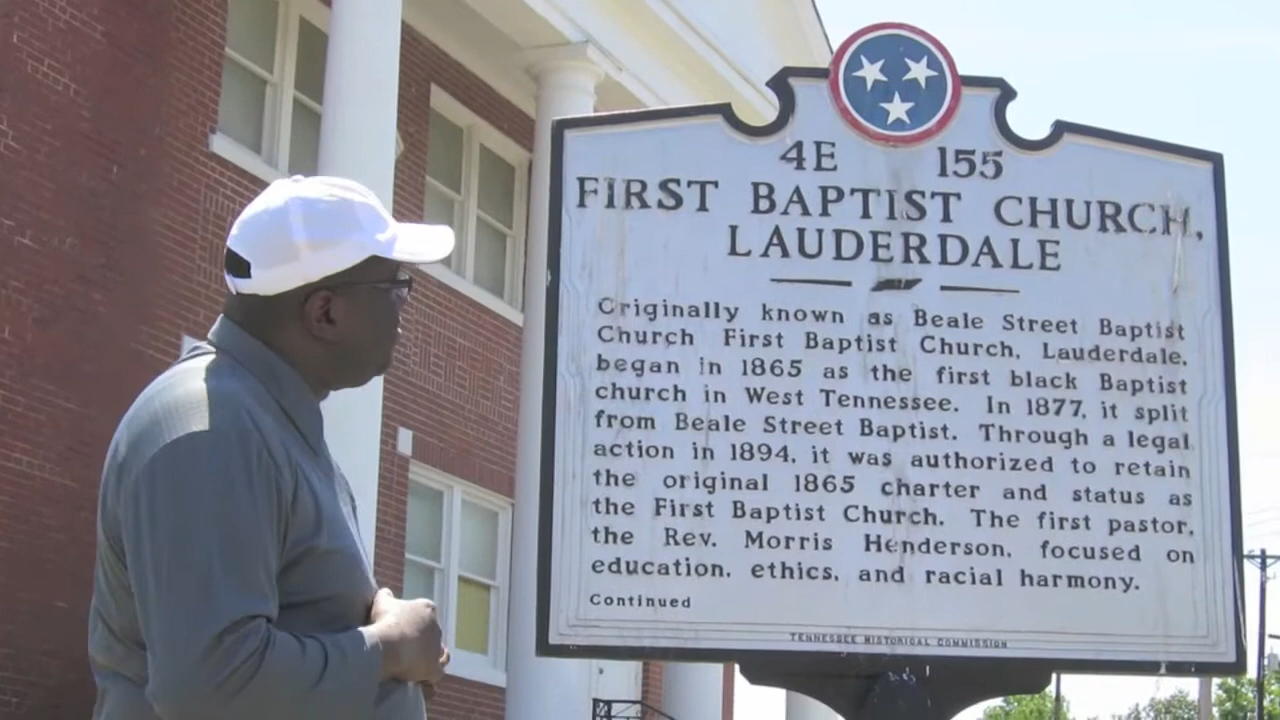 4E 155
FIRST BAPTIST CHURCH,
LAUDERDALE
Originally known as Beale Street Baptist
Church First Baptist Church, Lauderdale,
began in 1865 as the first black Baptist
church in West Tennessee. In 1877, it split
from Beale Street Baptist. Through a legal
action in 1894, it was authorized to retain
the original 1865 charter and status as
the First Baptist Church. The first pastor,
the Rev. Morris Henderson, focused on
education, ethics, and racial harmony.
Continued
TENNESSEE HISTORICAL COMMISSION